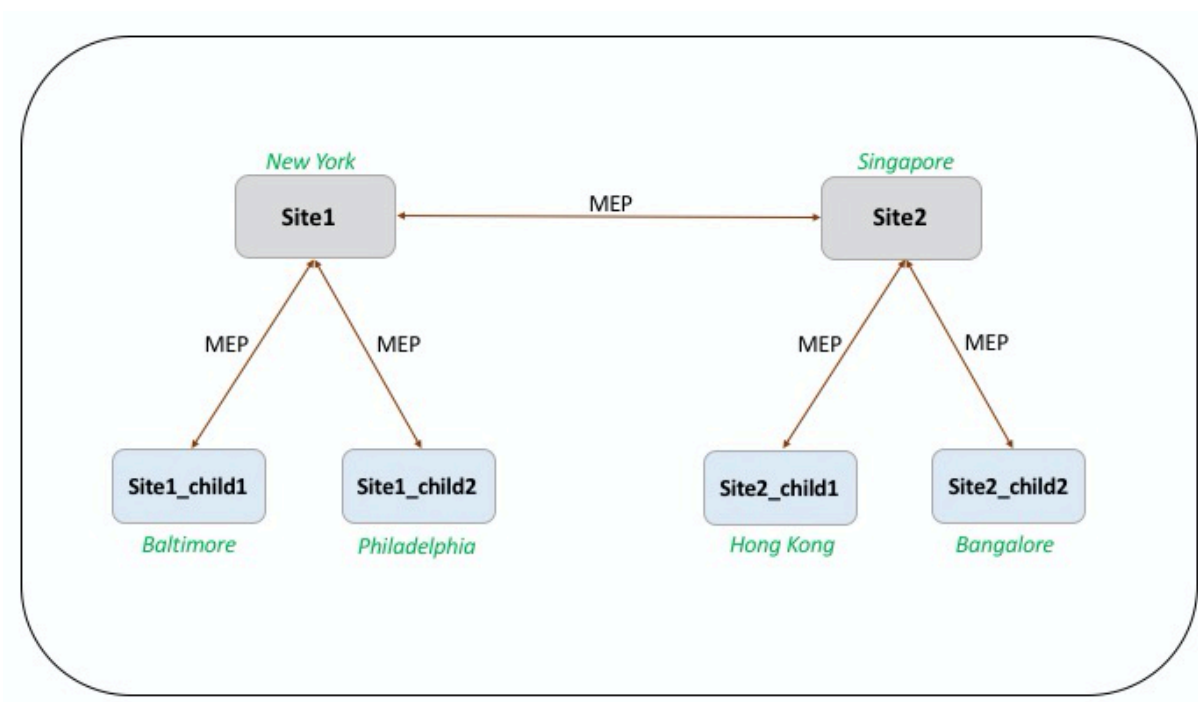 New York
Singapore
Site1
MEP
Site2
MEP
MEP
MEP
MEP
Site1_child1
Site1_child2
Site2_child1
Site2_child2
Baltimore
Philadelphia
Hong Kong
Bangalore